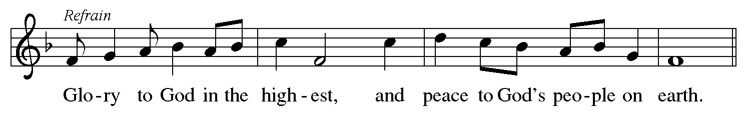 Refrain
Glo - ry to God in the high - est, and peace to God's peo - ple on earth.